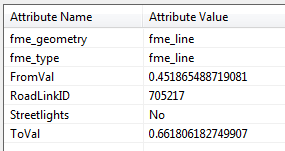 Attribute Name Attribute Value
fme_geometry fme_line
fme_type fme_line
FromVal 0.451865488719081
RoadLinkID 705217
Streetlights No
ToVal 0.661806182749907